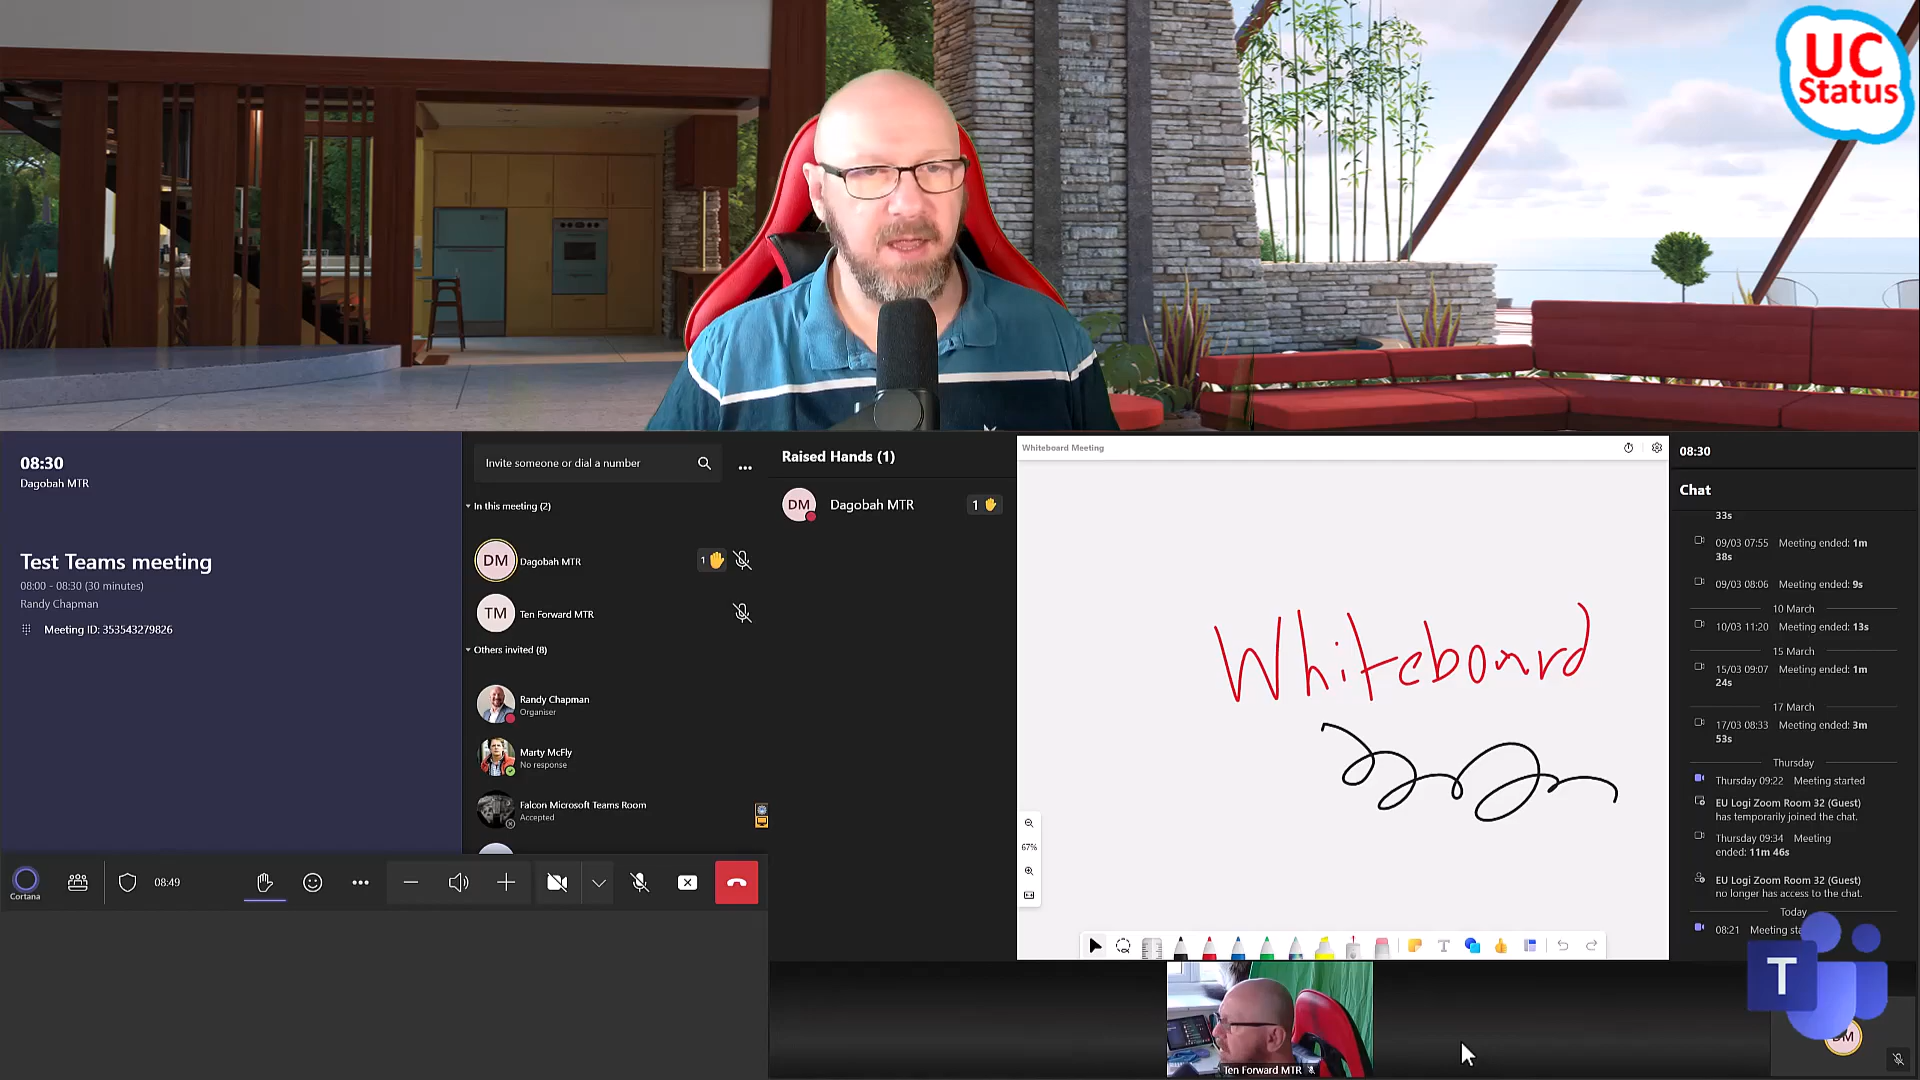 UC
Status
08:30
Dagobah MTR
Test Teams meeting
08:00 - 08:30 (30 minutes)
Randy Chapman
Meeting ID: 353543279826
Cortana
08:49
Invite someone or dial a number
In this meeting (2)
DM Dagobah MTR 1
TM Ten Forward MTR
Others invited (8)
Randy Chapman
Organiser
Marty McFly
No response
Falcon Microsoft Teams Room
Accepted
Raised Hands (1)
DM Dagobah MTR 1
Whiteboard Meeting
Whiteboard
67%
T
Ten Forward MTR
08:30
Chat
33s
09/03 07:55 Meeting ended: 1m
38s
09/03 08:06 Meeting ended: 9s
10 March
10/03 11:20 Meeting ended: 13s
15 March
15/03 09:07 Meeting ended: 1m
24s
17 March
17/03 08:33 Meeting ended: 3m
53s
Thursday
Thursday 09:22 Meeting started
EU Logi Zoom Room 32 (Guest)
has temporarily joined the chat.
Thursday 09:34 Meeting
ended: 11m 46s
EU Logi Zoom Room 32 (Guest)
no longer has access to the chat.
Today
08:21 Meeting
T
DM